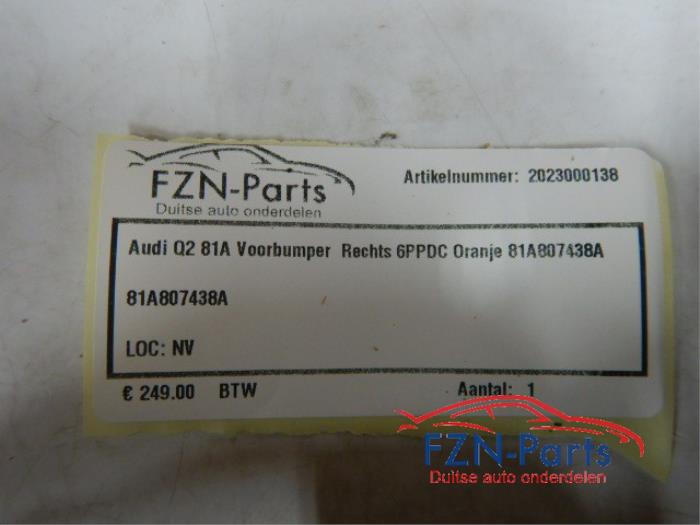 FZN-Parts
Duitse auto onderdelen
Artikelnummer: 2023000138
Audi Q2 81A Voorbumper Rechts 6PPDC Oranje 81A807438A
81A807438A
LOC: NV
€ 249.00 BTW Aantal: 1
FZN-Parts
Duitse auto onderdelen